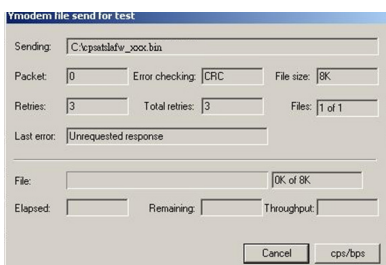 Ymodem file send for test
Sending: C:\cpsatslafw_xxx.bin
Packet: 0 Error checking: CRC File size: 8K
Retries: 3 Total retries: 3 Files: 1 of 1
Last error: Unrequested response
File: 0K of 8K
Elapsed: Remaining: Throughput:
Cancel cps/bps